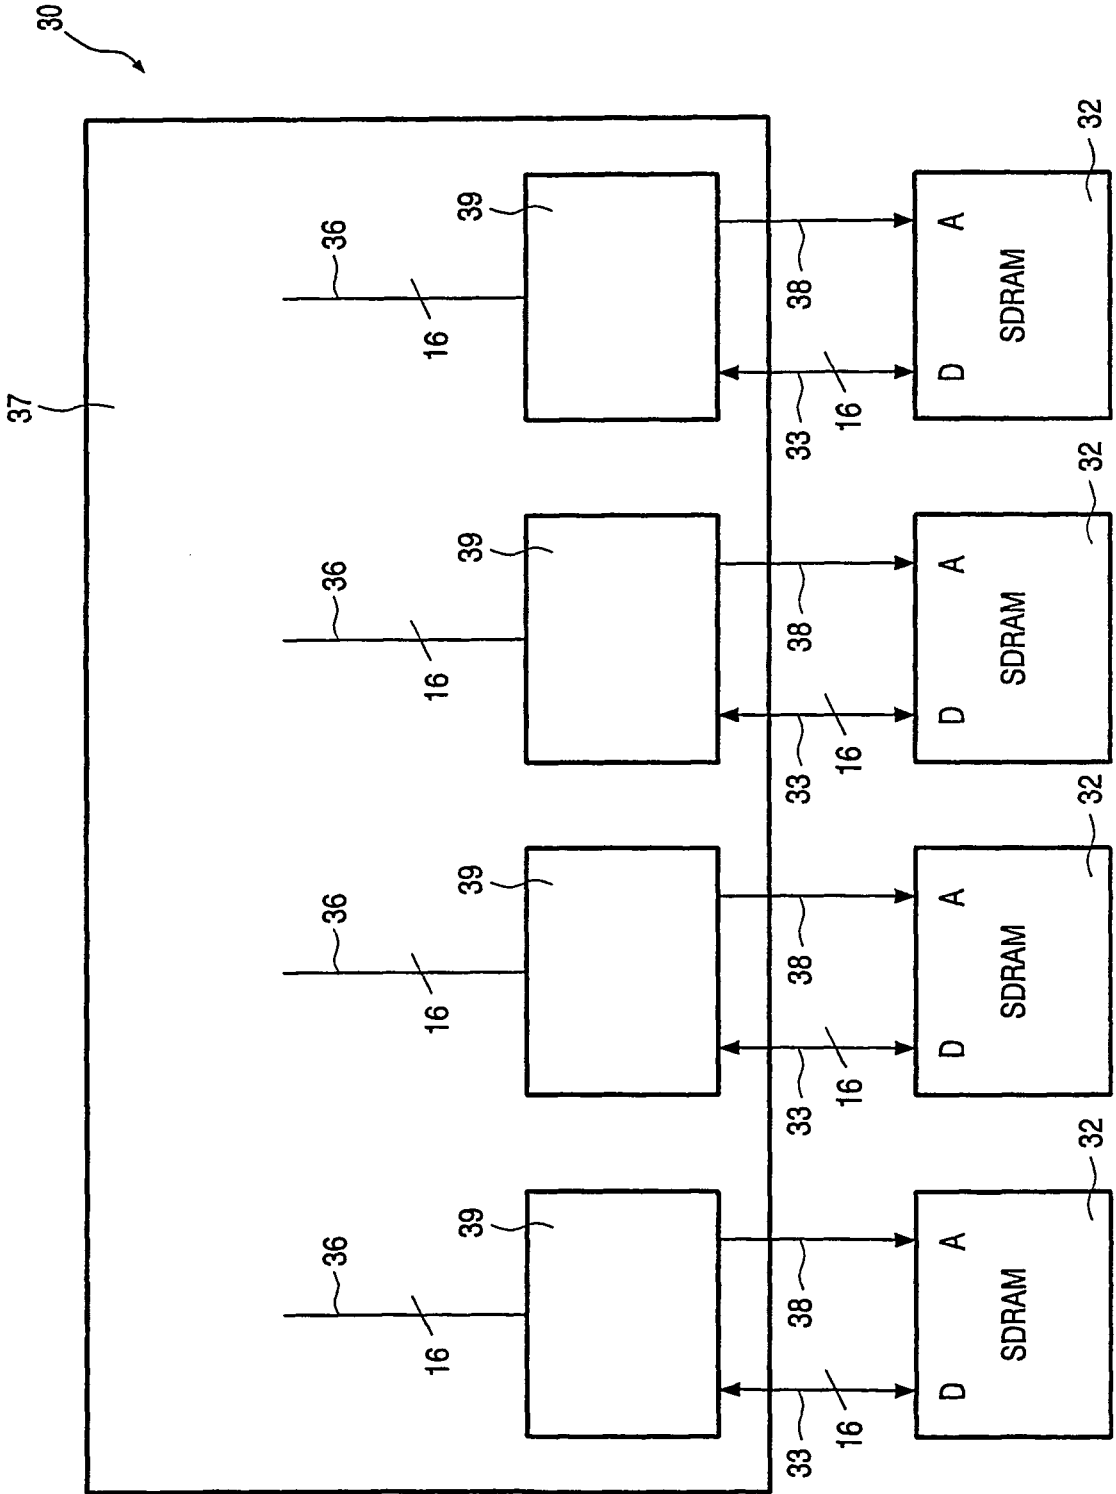 37
30
36 36 36 36
16 16 16 16
39 39 39 39
33 38 33 38 33 38 33 38
16 16 16 16
D A D A D A D A
SDRAM SDRAM SDRAM SDRAM
32 32 32 32